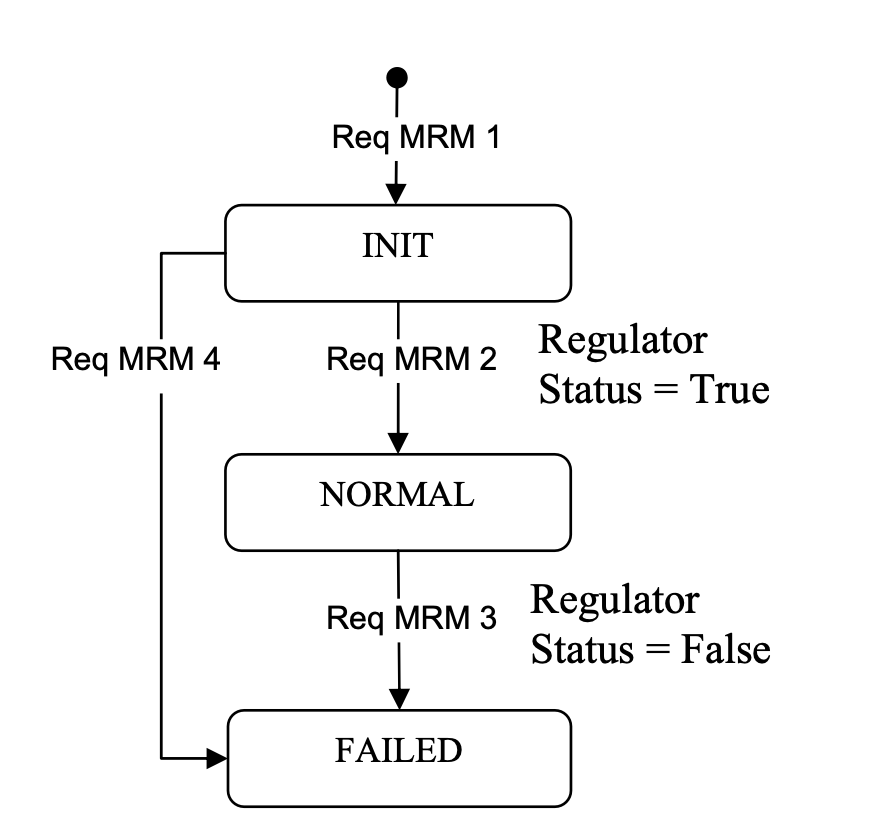 Req MRM 1
INIT
Req MRM 4
Req MRM 2
Regulator
Status = True
NORMAL
Req MRM 3
Regulator
Status = False
FAILED